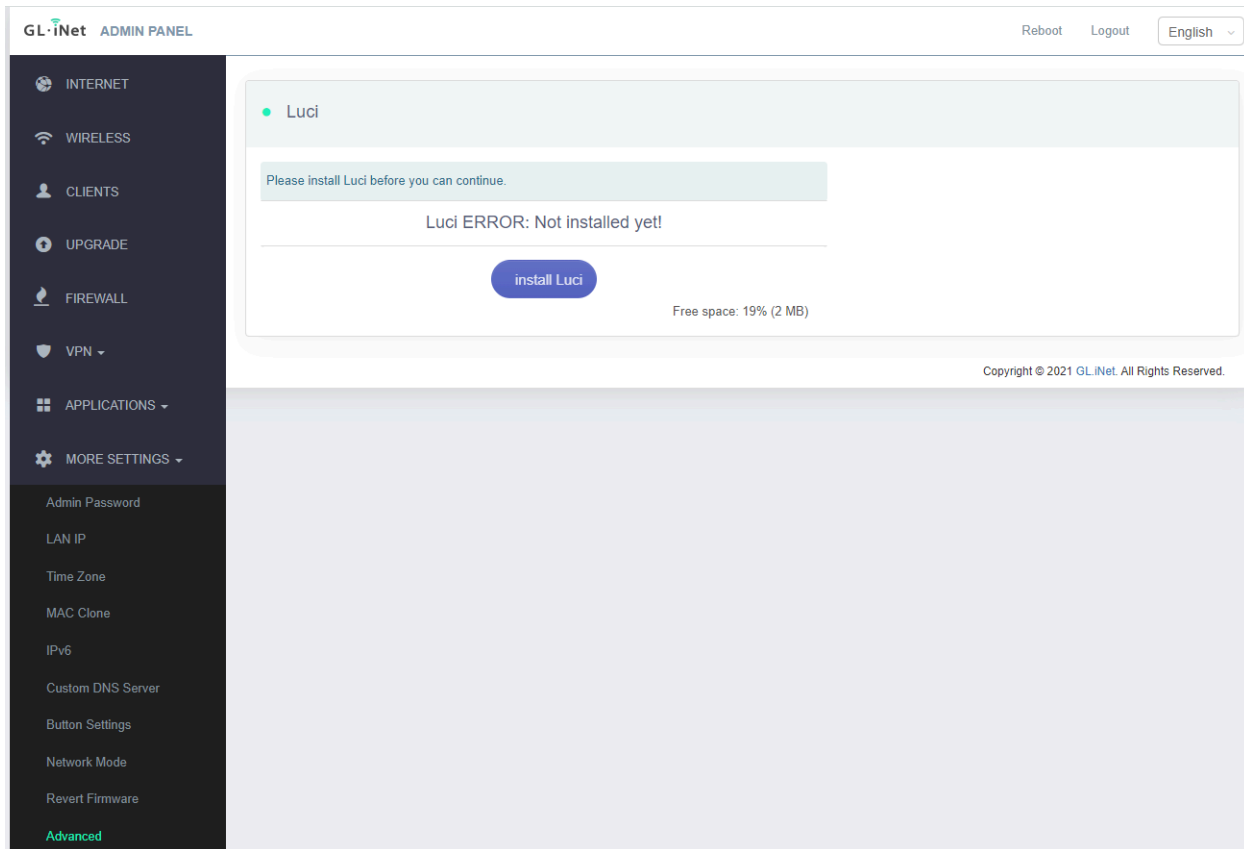 GL·iNet ADMIN PANEL
Reboot
Logout
English
INTERNET
WIRELESS
CLIENTS
UPGRADE
FIREWALL
VPN
APPLICATIONS
MORE SETTINGS
Admin Password
LAN IP
Time Zone
MAC Clone
IPv6
Custom DNS Server
Button Settings
Network Mode
Revert Firmware
Advanced
Luci
Please install Luci before you can continue.
Luci ERROR: Not installed yet!
install Luci
Free space: 19% (2 MB)
Copyright © 2021 GL.iNet. All Rights Reserved.